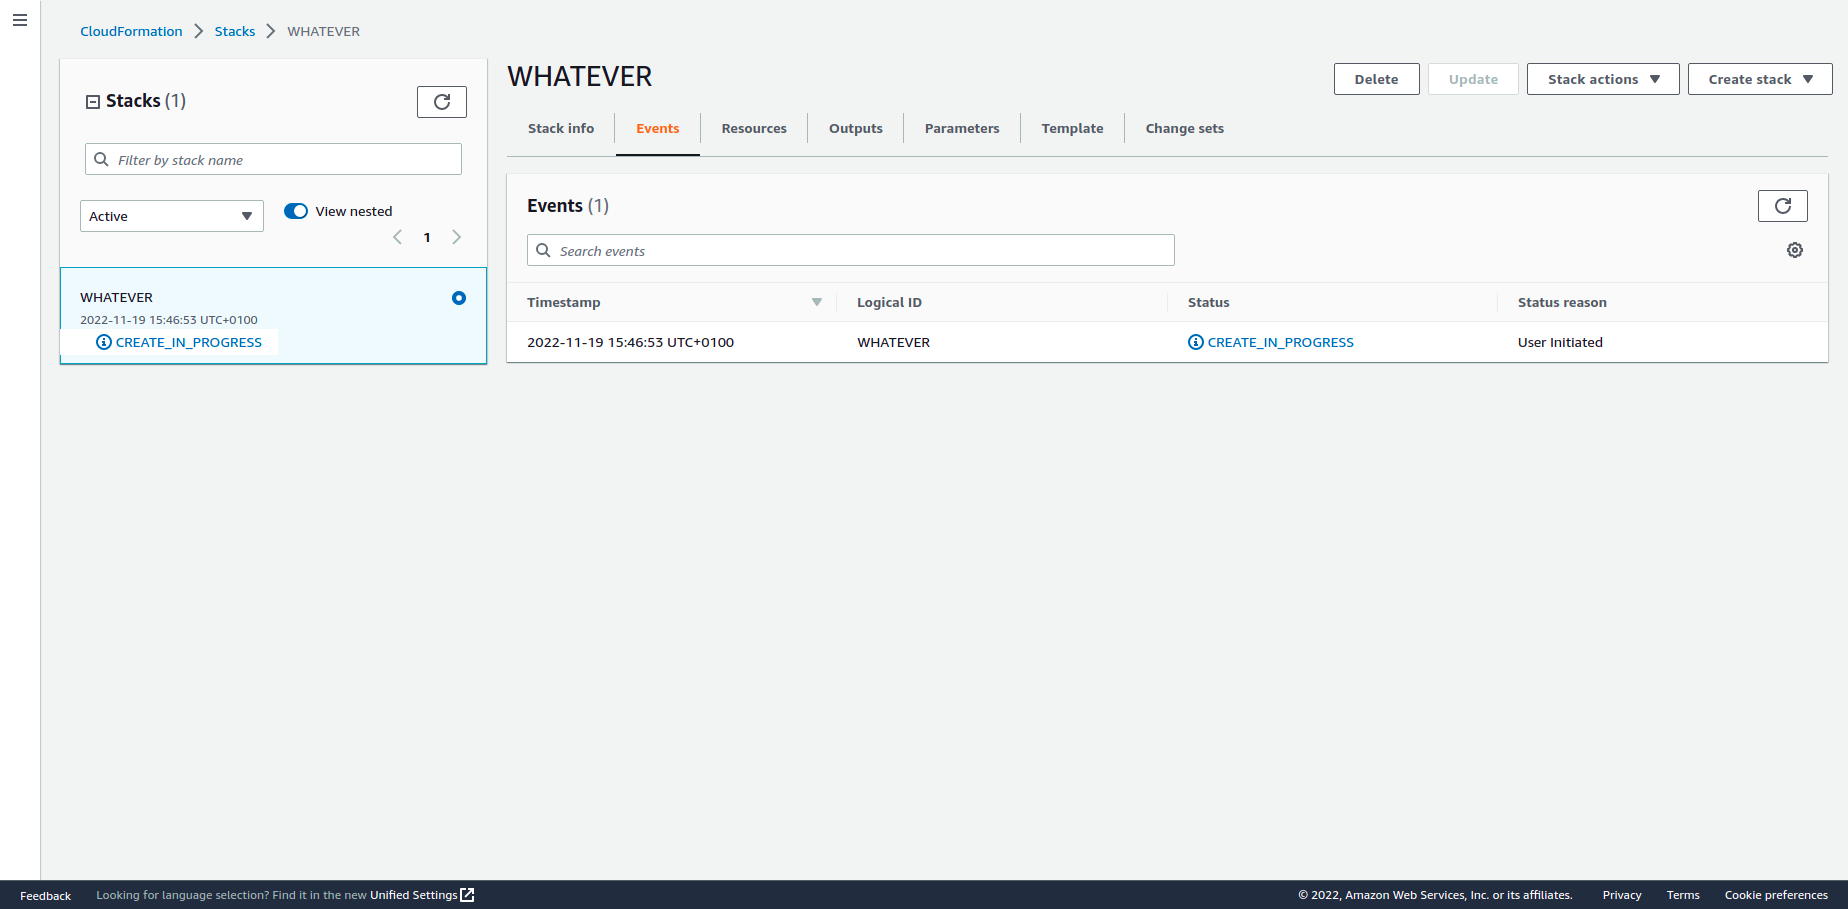 CloudFormation > Stacks > WHATEVER
Stacks (1)
Filter by stack name
Active
View nested
1
WHATEVER
2022-11-19 15:46:53 UTC+0100
CREATE_IN_PROGRESS
WHATEVER
Delete Update Stack actions Create stack
Stack info Events Resources Outputs Parameters Template Change sets
Events (1)
Search events
Timestamp Logical ID Status Status reason
2022-11-19 15:46:53 UTC+0100 WHATEVER CREATE_IN_PROGRESS User Initiated
Feedback Looking for language selection? Find it in the new Unified Settings © 2022, Amazon Web Services, Inc. or its affiliates. Privacy Terms Cookie preferences